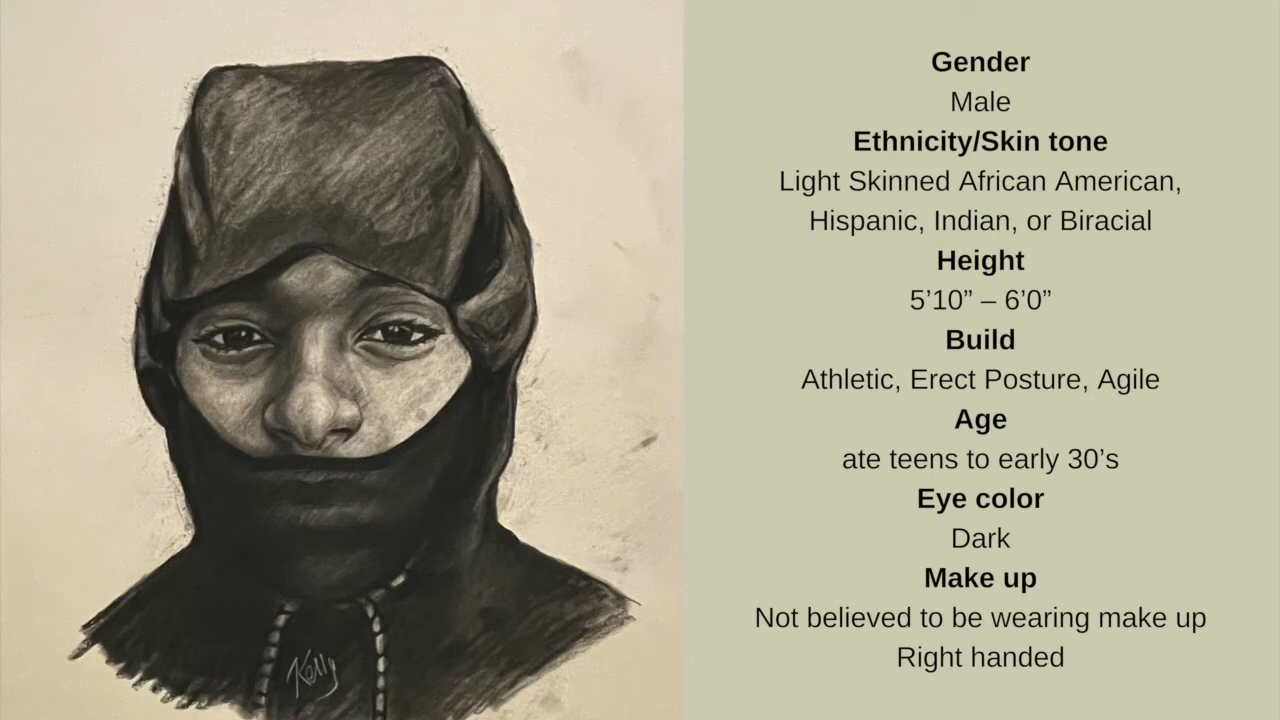 Kelly
Gender
Male
Ethnicity/Skin tone
Light Skinned African American,
Hispanic, Indian, or Biracial
Height
5’10” – 6’0”
Build
Athletic, Erect Posture, Agile
Age
ate teens to early 30’s
Eye color
Dark
Make up
Not believed to be wearing make up
Right handed